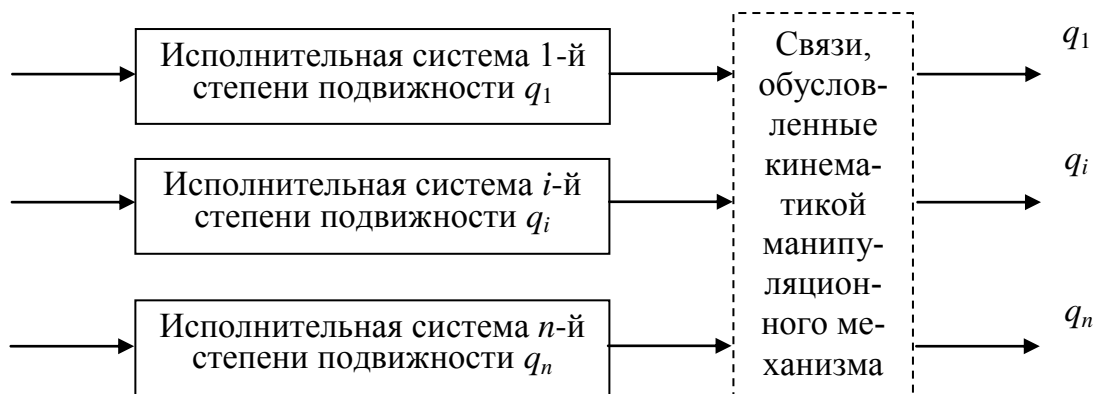 Исполнительная система 1-й
степени подвижности q1
Исполнительная система i-й
степени подвижности qi
Исполнительная система n-й
степени подвижности qn
Связи,
обуслов-
ленные
кинема-
тикой
манипу-
ляцион-
ного ме-
ханизма
q1
qi
qn